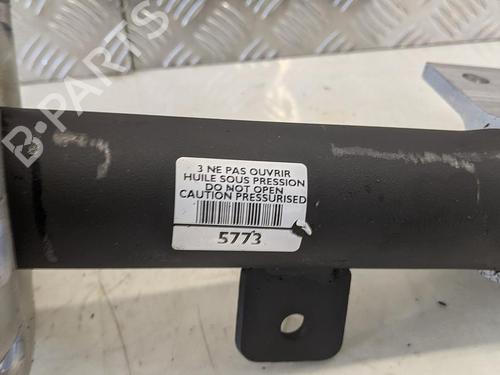 B-PARTS
3 NE PAS OUVRIR
HUILE SOUS PRESSION
DO NOT OPEN
CAUTION PRESSURISED
5773